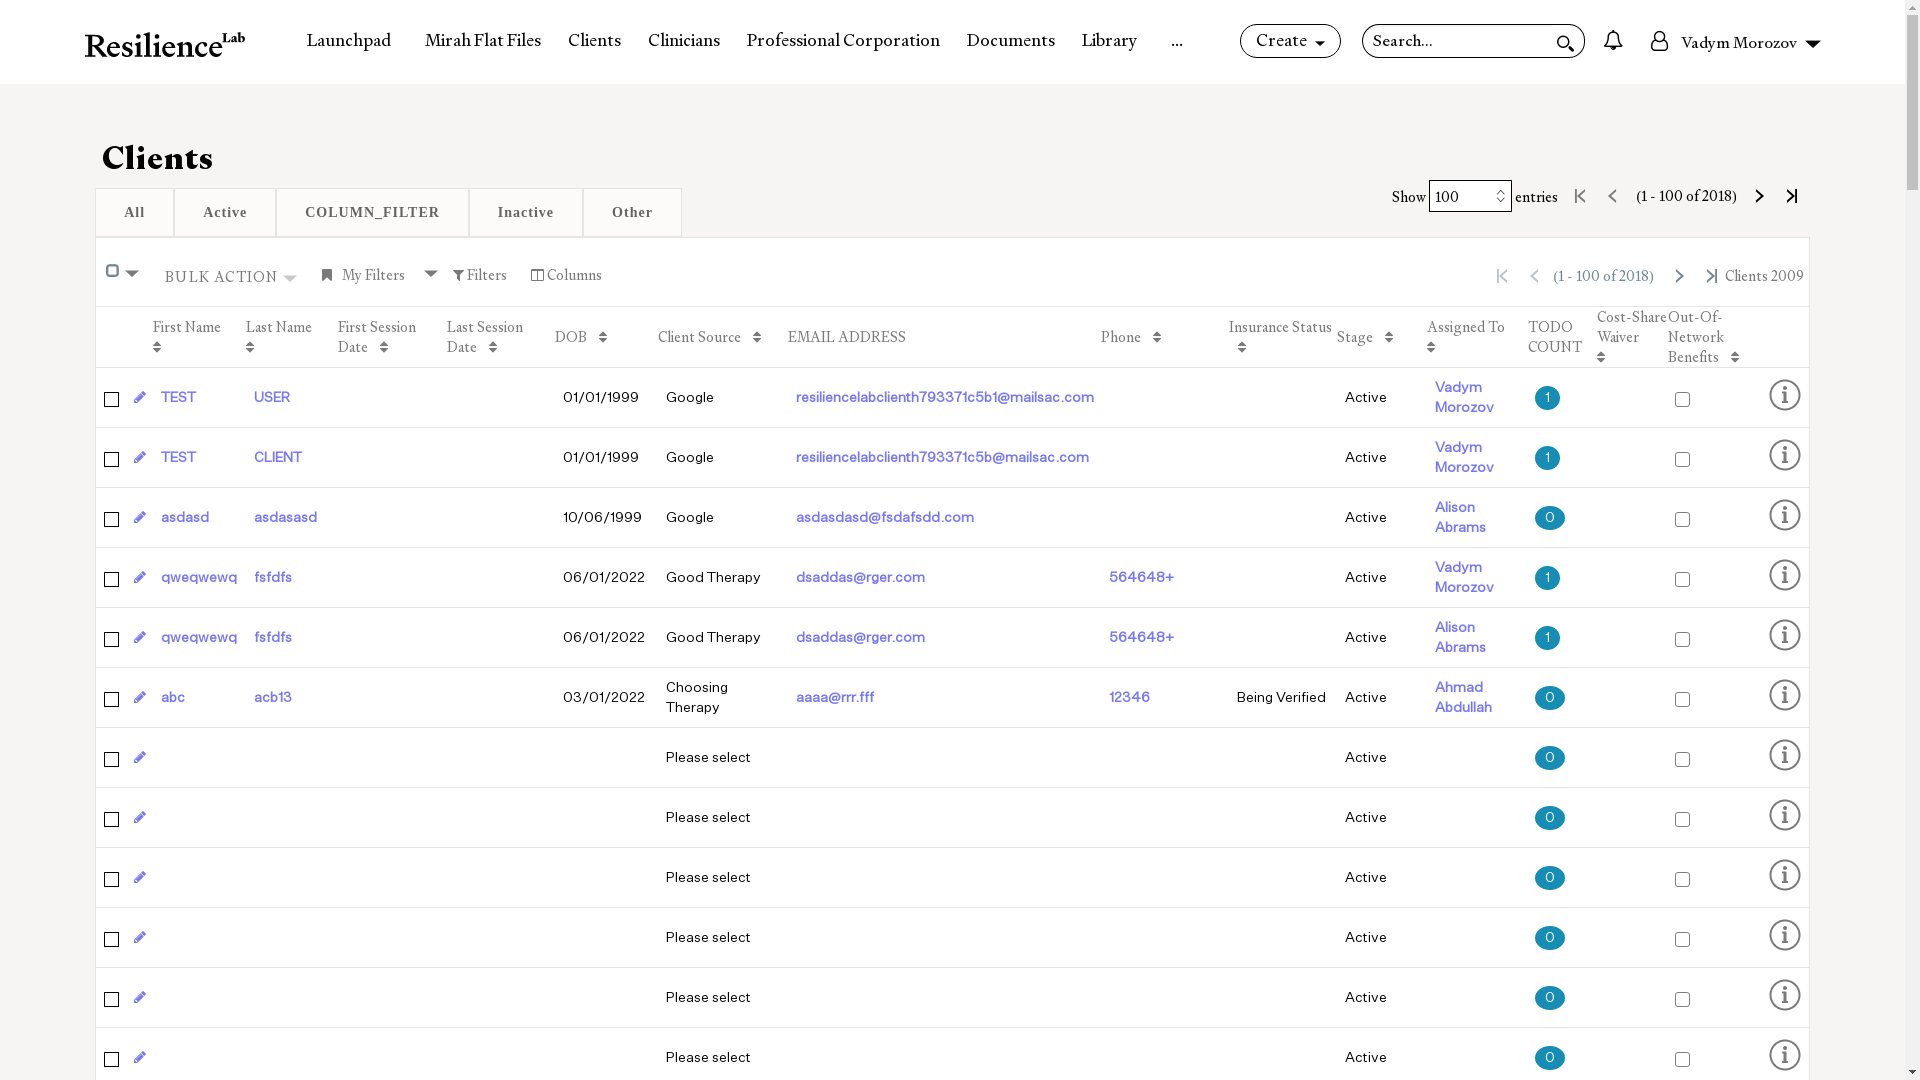 ResilienceLab Launchpad Mirah Flat Files Clients Clinicians Professional Corporation Documents Library ... Create Search... Vadym Morozov
Clients
Show 100 entries (1 - 100 of 2018)
All Active COLUMN_FILTER Inactive Other
BULK ACTION My Filters Filters Columns (1 - 100 of 2018) Clients 2009
First Name Last Name First Session Date Last Session Date DOB Client Source EMAIL ADDRESS Phone Insurance Status Stage Assigned To TODO COUNT Cost-Share Waiver Out-Of-Network Benefits
TEST USER 01/01/1999 Google resiliencelabclienth793371c5b1@mailsac.com Active Vadym Morozov 1
TEST CLIENT 01/01/1999 Google resiliencelabclienth793371c5b@mailsac.com Active Vadym Morozov 1
asdasd asdasasd 10/06/1999 Google asdasdasd@fsdafsdd.com Active Alison Abrams 0
qweqwewq fsfdfs 06/01/2022 Good Therapy dsaddas@rger.com 564648+ Active Vadym Morozov 1
qweqwewq fsfdfs 06/01/2022 Good Therapy dsaddas@rger.com 564648+ Active Alison Abrams 1
abc acb13 03/01/2022 Choosing Therapy aaaa@rrr.fff 12346 Being Verified Active Ahmad Abdullah 0
Please select Active 0
Please select Active 0
Please select Active 0
Please select Active 0
Please select Active 0
Please select Active 0